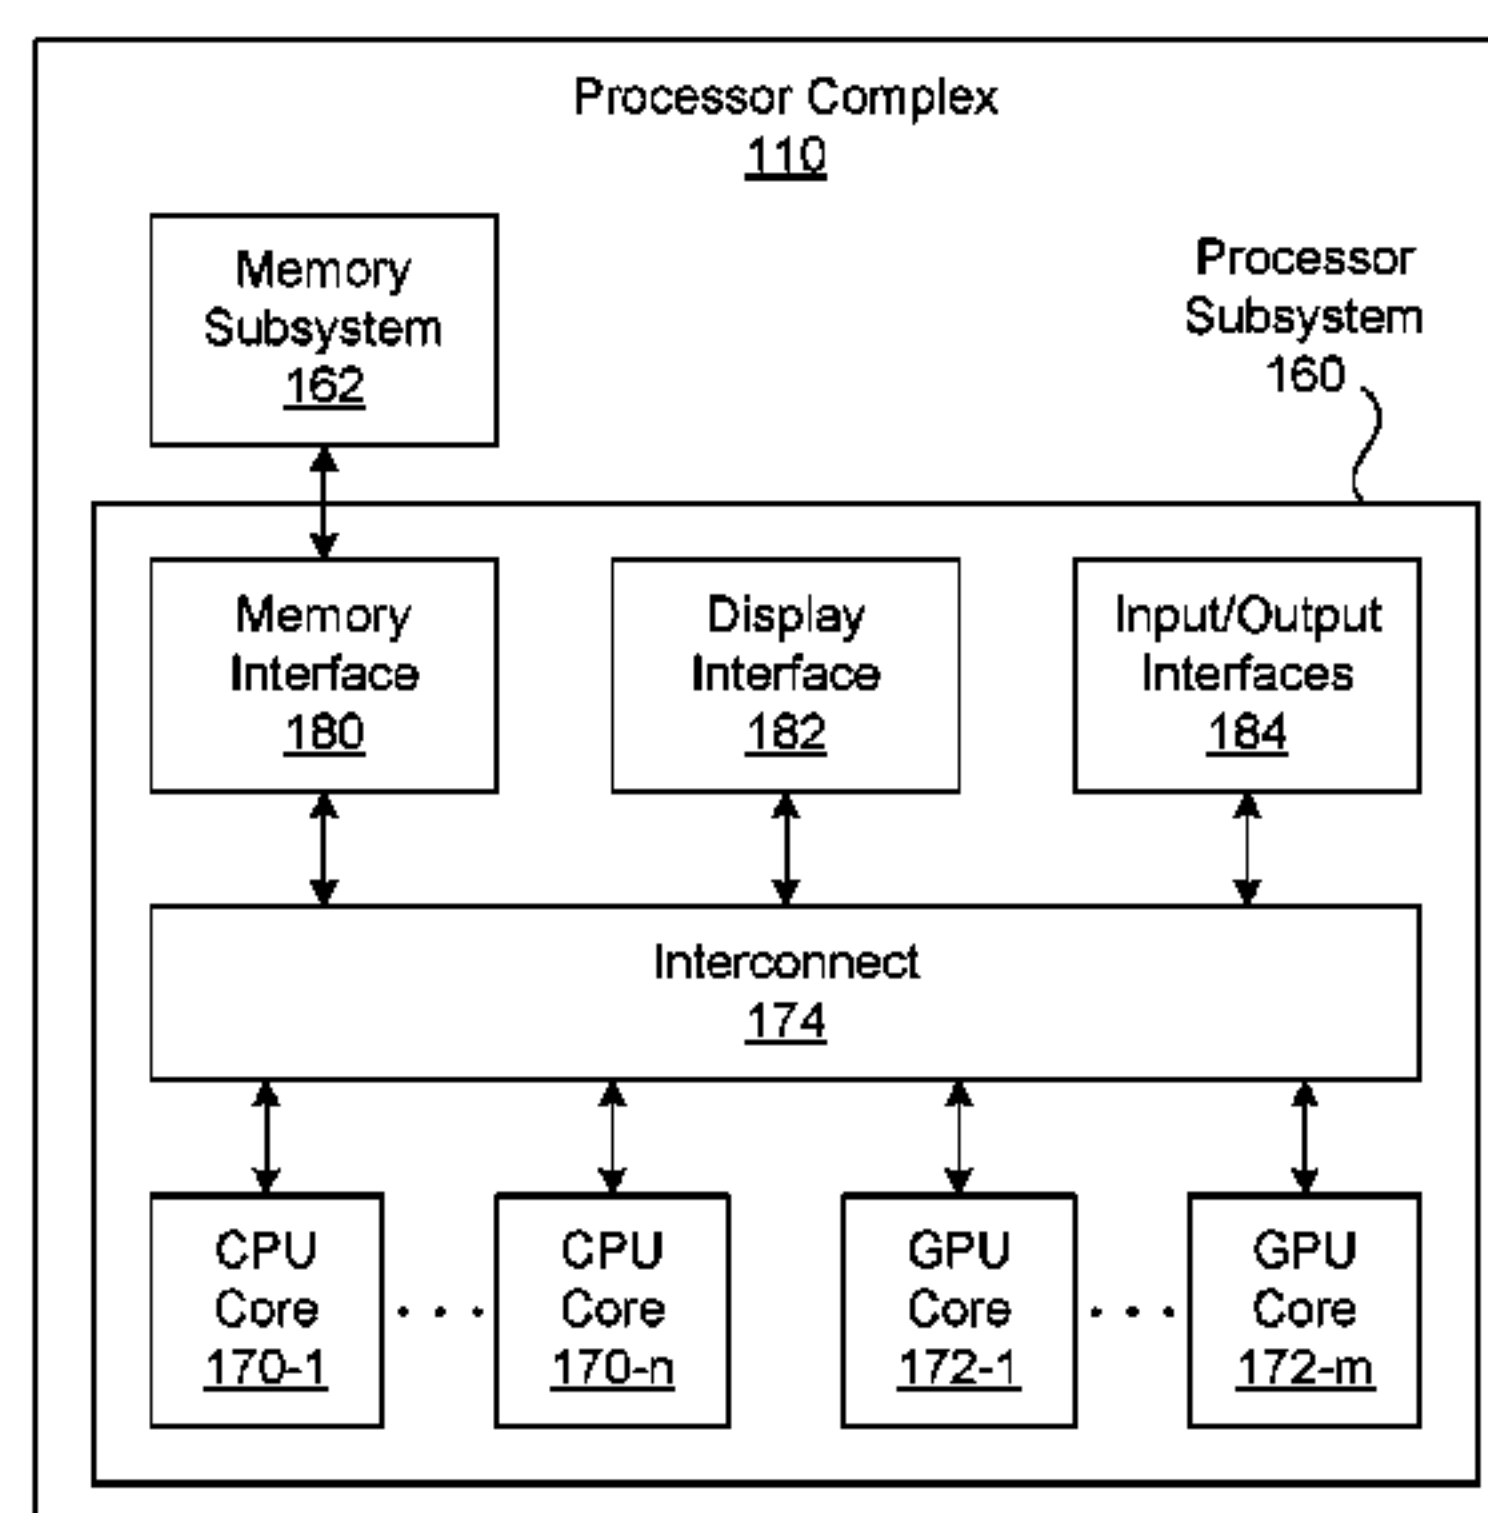 Processor Complex
110
Memory
Subsystem
162
Processor
Subsystem
160
Memory
Interface
180
Display
Interface
182
Input/Output
Interfaces
184
Interconnect
174
CPU
Core
170-1
. . .
CPU
Core
170-n
GPU
Core
172-1
. . .
GPU
Core
172-m